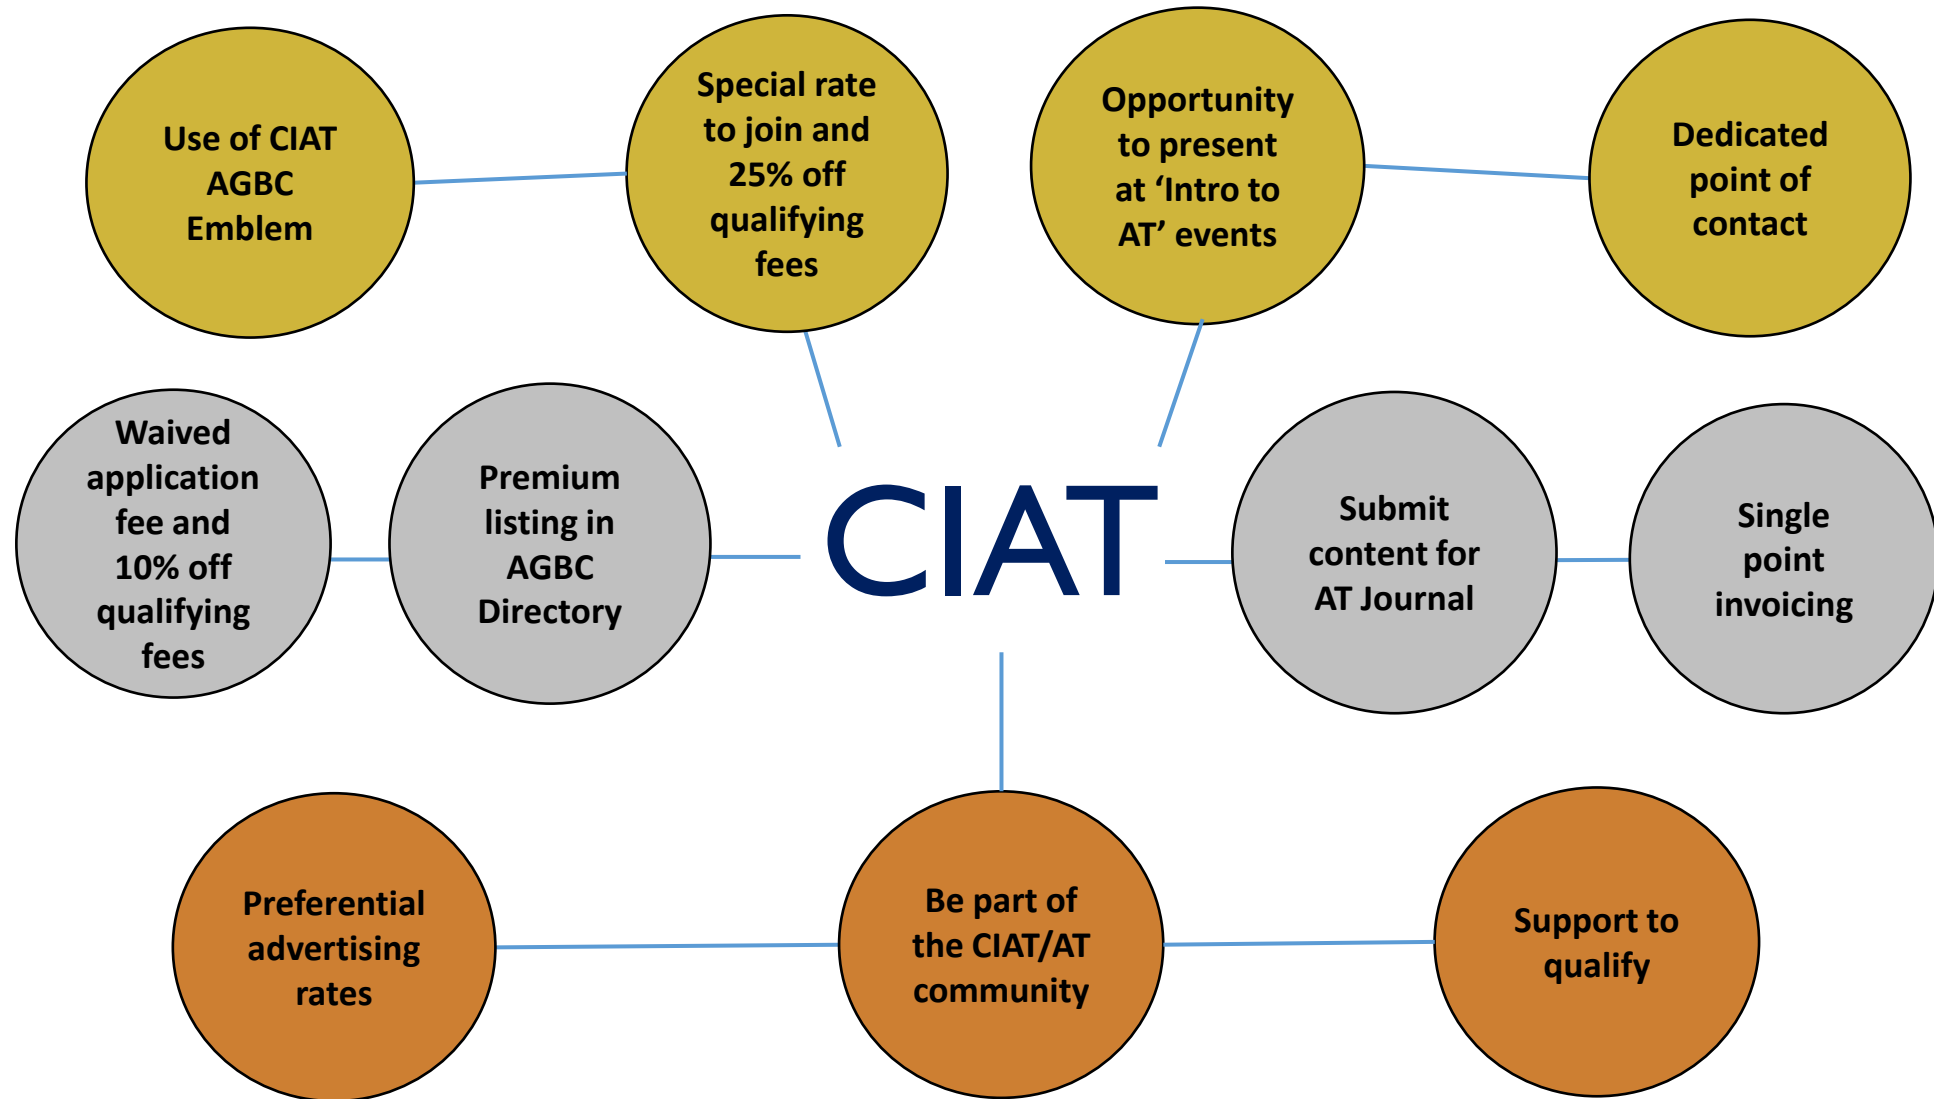 Use of CIAT
AGBC
Emblem
Special rate
to join and
25% off
qualifying
fees
Opportunity
to present
at ‘Intro to
AT’ events
Dedicated
point of
contact
Waived
application
fee and
10% off
qualifying
fees
Premium
listing in
AGBC
Directory
CIAT
Submit
content for
AT Journal
Single
point
invoicing
Preferential
advertising
rates
Be part of
the CIAT/AT
community
Support to
qualify